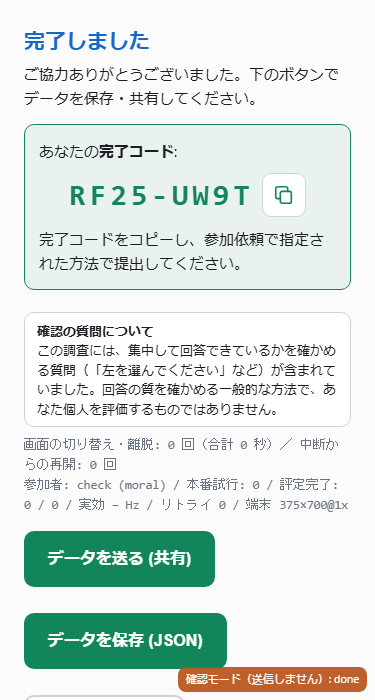 完了しました
ご協力ありがとうございました。下のボタンで
データを保存・共有してください。
あなたの完了コード:
RF25-UW9T
完了コードをコピーし、参加依頼で指定さ
れた方法で提出してください。
確認の質問について
この調査には、集中して回答できているかを確かめ
る質問（「左を選んでください」など）が含まれて
いました。回答の質を確かめる一般的な方法で、あ
なた個人を評価するものではありません。
画面の切り替え・離脱: 0 回（合計 0 秒）／ 中断か
らの再開: 0 回
参加者: check (moral) / 本番試行: 0 / 評定完了:
0 / 0 / 実効 – Hz / リトライ 0 / 端末 375×700@1x
データを送る (共有)
データを保存 (JSON)
確認モード（送信しません）: done